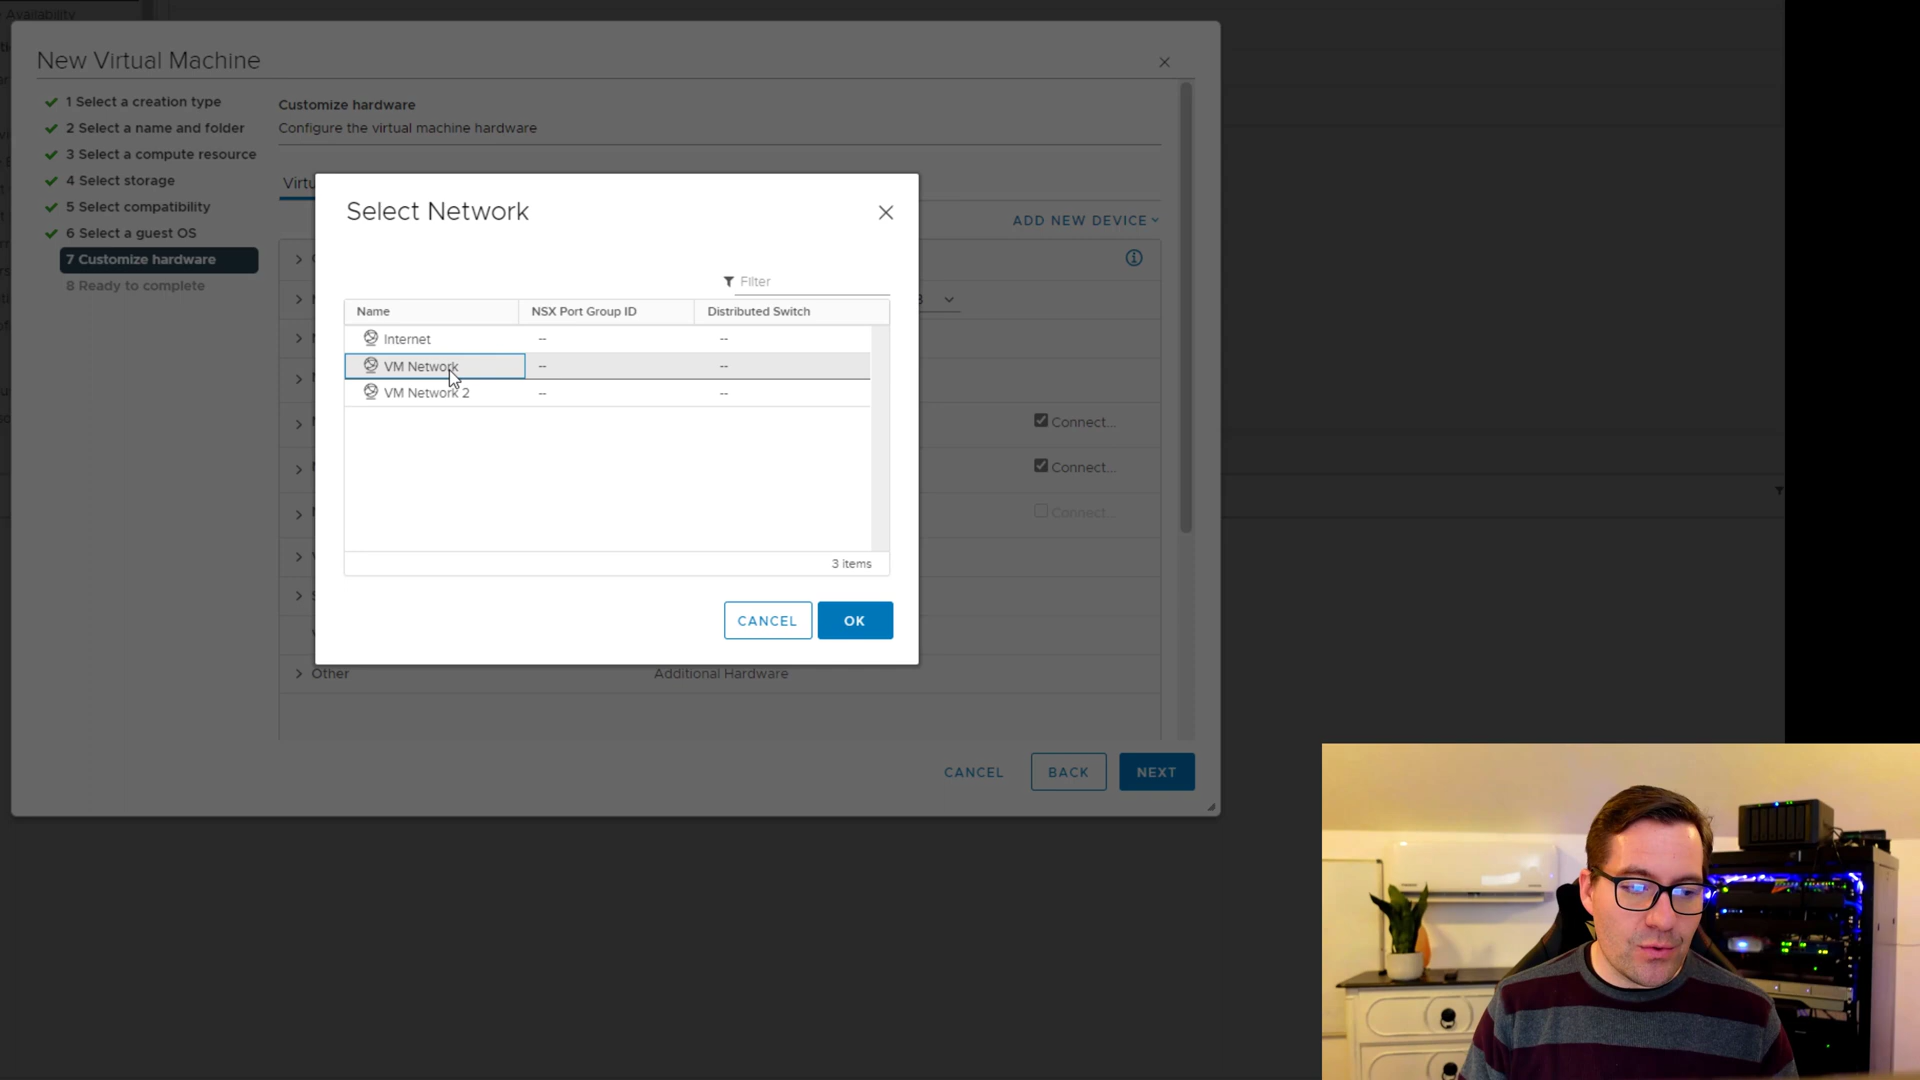 Availability
New Virtual Machine
1 Select a creation type
2 Select a name and folder
3 Select a compute resource
4 Select storage
5 Select compatibility
6 Select a guest OS
7 Customize hardware
8 Ready to complete
Customize hardware
Configure the virtual machine hardware
Virtu
ADD NEW DEVICE
Select Network
Filter
Name NSX Port Group ID Distributed Switch
Internet -- --
VM Network -- --
VM Network 2 -- --
3 items
CANCEL OK
Connect...
Connect...
Connect...
Other Additional Hardware
CANCEL BACK NEXT